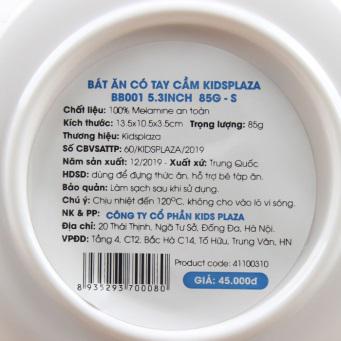 BÁT ĂN CÓ TAY CẦM KIDSPLAZA
BB001 5.3INCH 85G - S
Chất liệu: 100% Melamine an toàn
Kích thước: 13.5x10.5x3.5cm Trọng lượng: 85g
Thương hiệu: Kidsplaza
Số CBVSATTP: 60/KIDSPLAZA/2019
Năm sản xuất: 12/2019 - Xuất xứ: Trung Quốc
HDSD: dùng để đựng thức ăn, hỗ trợ bé tập ăn.
Bảo quản: Làm sạch sau khi sử dụng.
Chú ý: Chịu nhiệt đến 120°C, không cho vào lò vi sóng.
NK & PP: CÔNG TY CỔ PHẦN KIDS PLAZA
Địa chỉ: 20 Thái Thịnh, Ngã Tư Sở, Đống Đa, Hà Nội.
VPĐD: Tầng 4, CT2, Bắc Hà C14, Tố Hữu, Trung Văn, HN
Product code: 41100310
8 935293 700080
GIÁ: 45.000đ